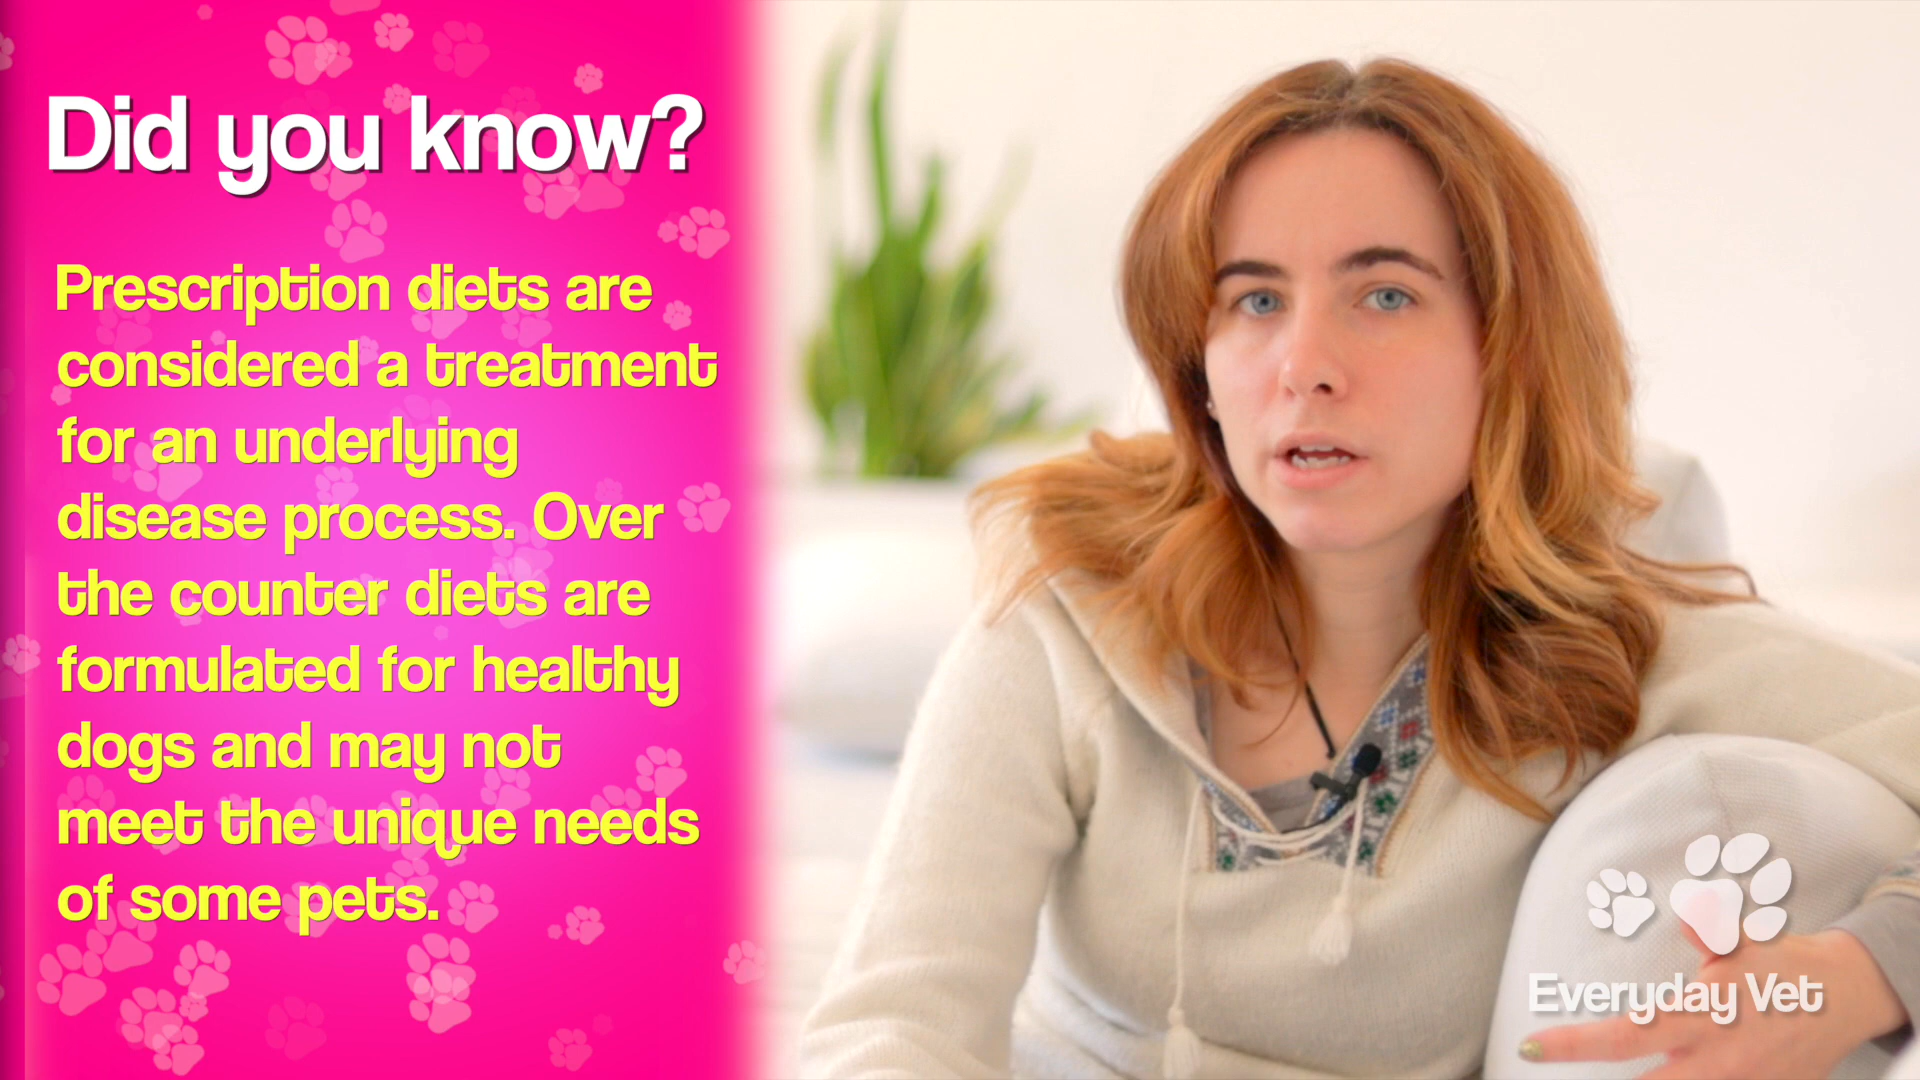 Did you know?
Prescription diets are
considered a treatment
for an underlying
disease process. Over
the counter diets are
formulated for healthy
dogs and may not
meet the unique needs
of some pets.
Everyday Vet